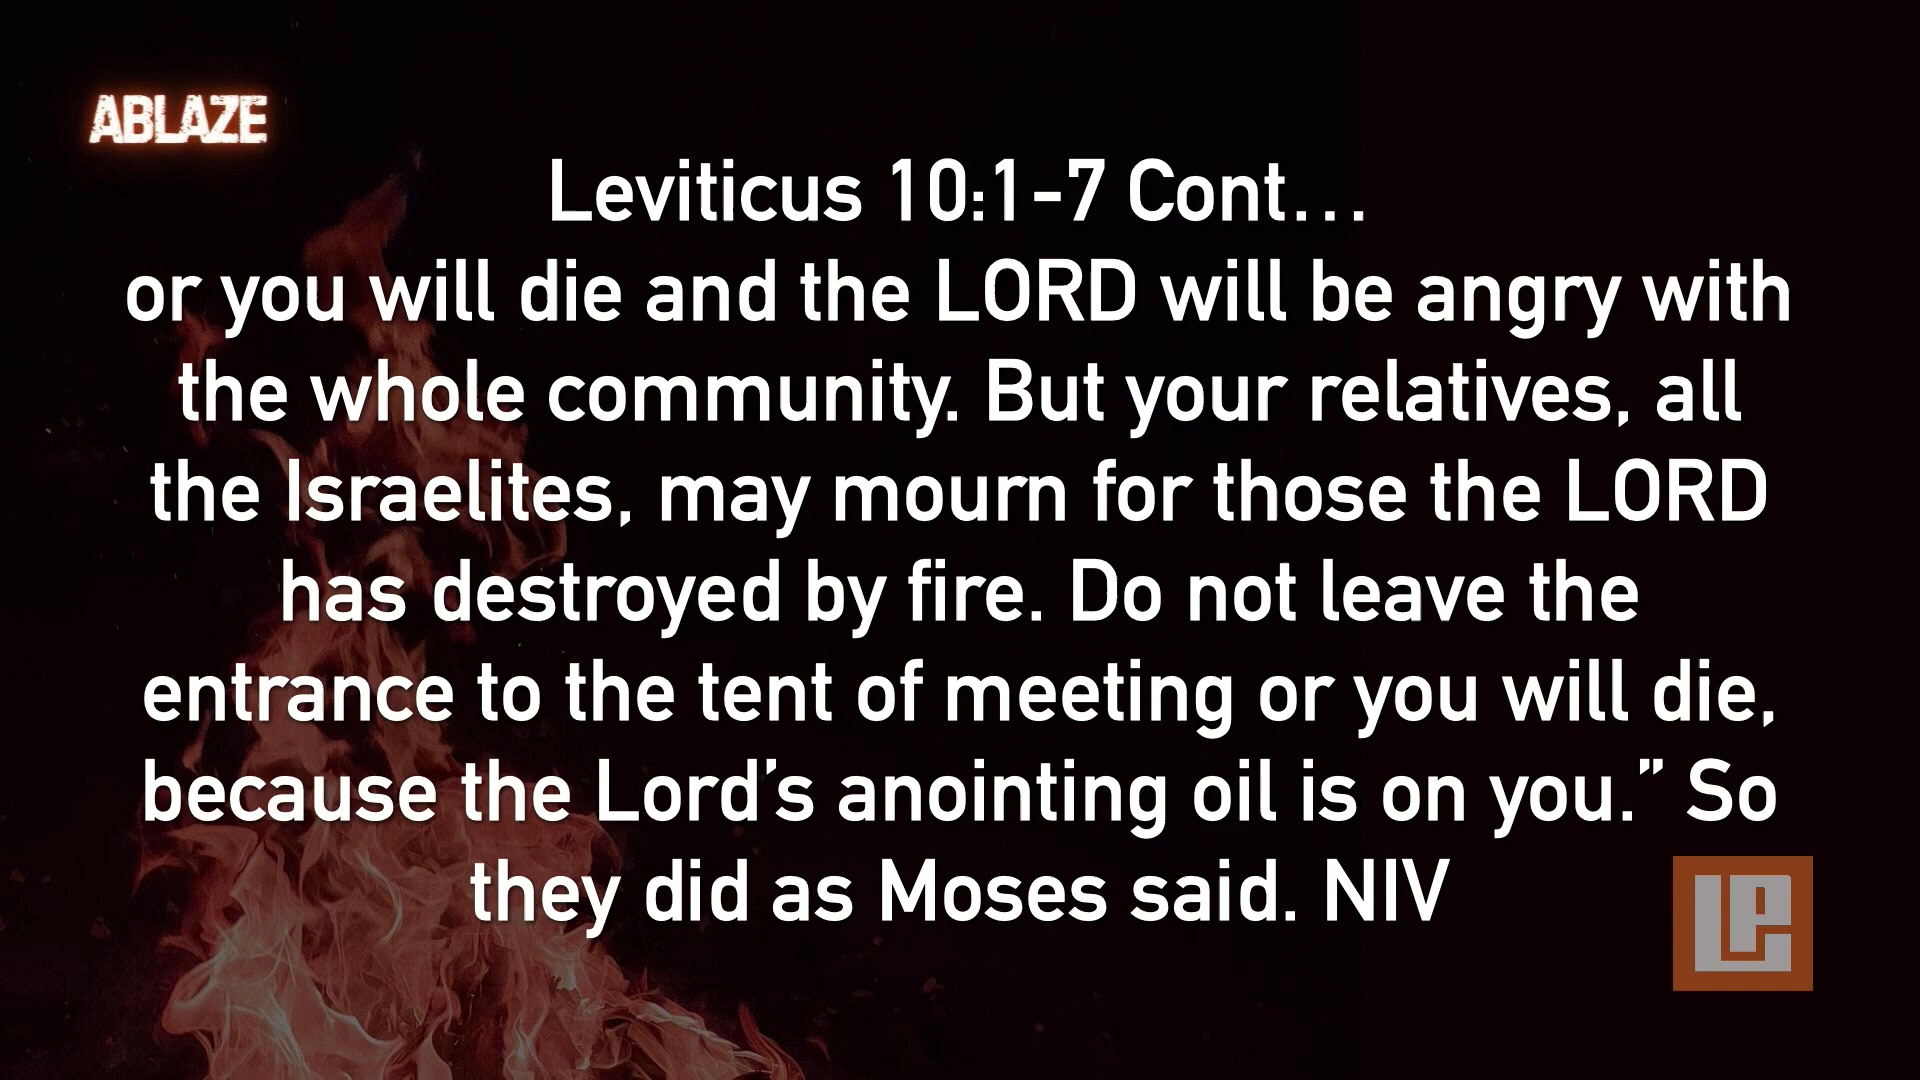 ABLAZE
Leviticus 10:1-7 Cont…
or you will die and the LORD will be angry with
the whole community. But your relatives, all
the Israelites, may mourn for those the LORD
has destroyed by fire. Do not leave the
entrance to the tent of meeting or you will die,
because the Lord’s anointing oil is on you.” So
they did as Moses said. NIV
LP